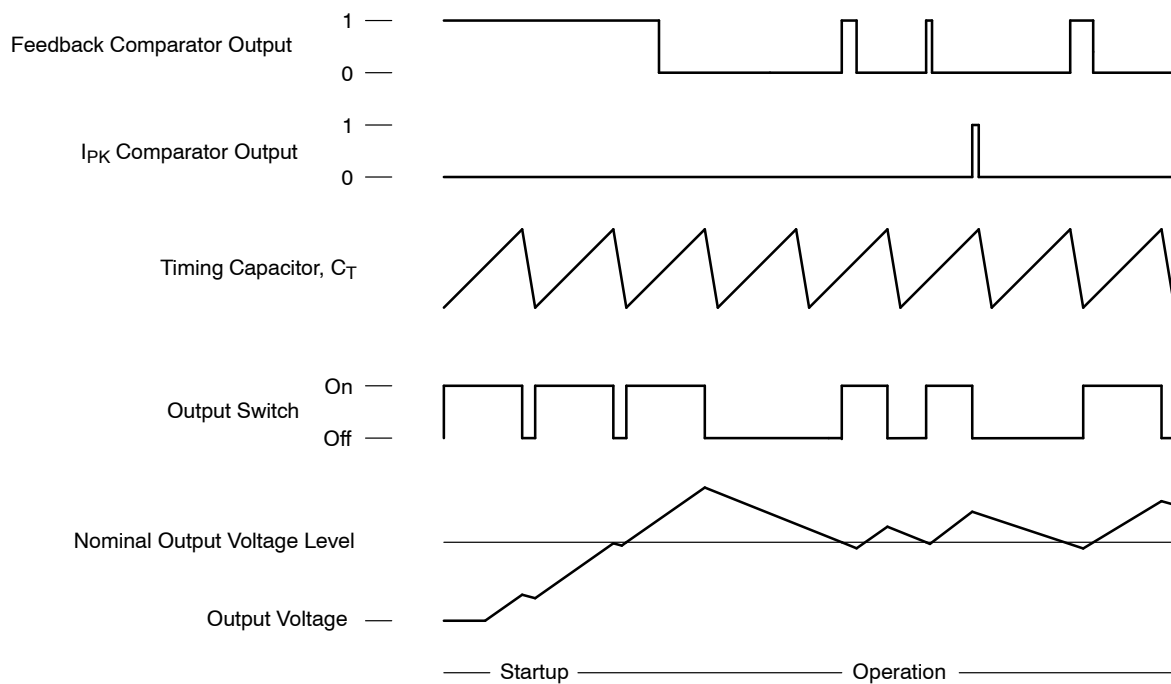 1
Feedback Comparator Output
0
1
IPK Comparator Output
0
Timing Capacitor, CT
On
Output Switch
Off
Nominal Output Voltage Level
Output Voltage
Startup
Operation